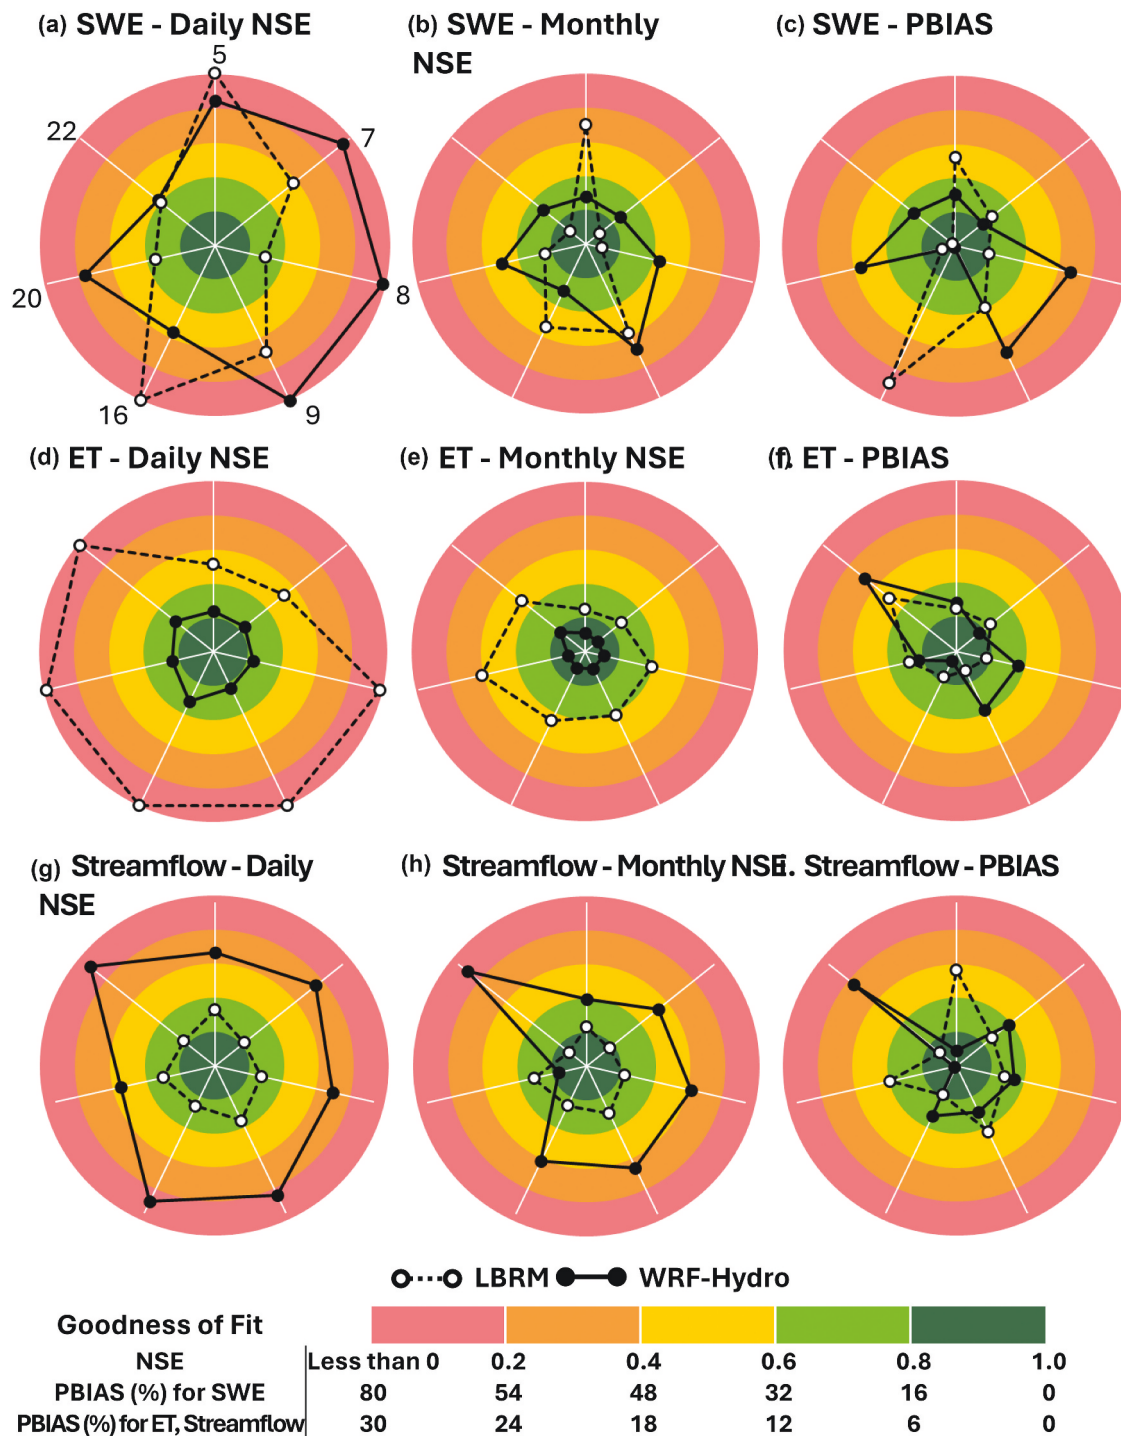 (a) SWE - Daily NSE
(b) SWE - Monthly
NSE
(c) SWE - PBIAS
5
22
7
20
8
16
9
(d) ET - Daily NSE
(e) ET - Monthly NSE
(f). ET - PBIAS
(g) Streamflow - Daily
NSE
(h) Streamflow - Monthly NSE
i. Streamflow - PBIAS
LBRM WRF-Hydro
Goodness of Fit
NSE Less than 0 0.2 0.4 0.6 0.8 1.0
PBIAS (%) for SWE 80 54 48 32 16 0
PBIAS (%) for ET, Streamflow 30 24 18 12 6 0